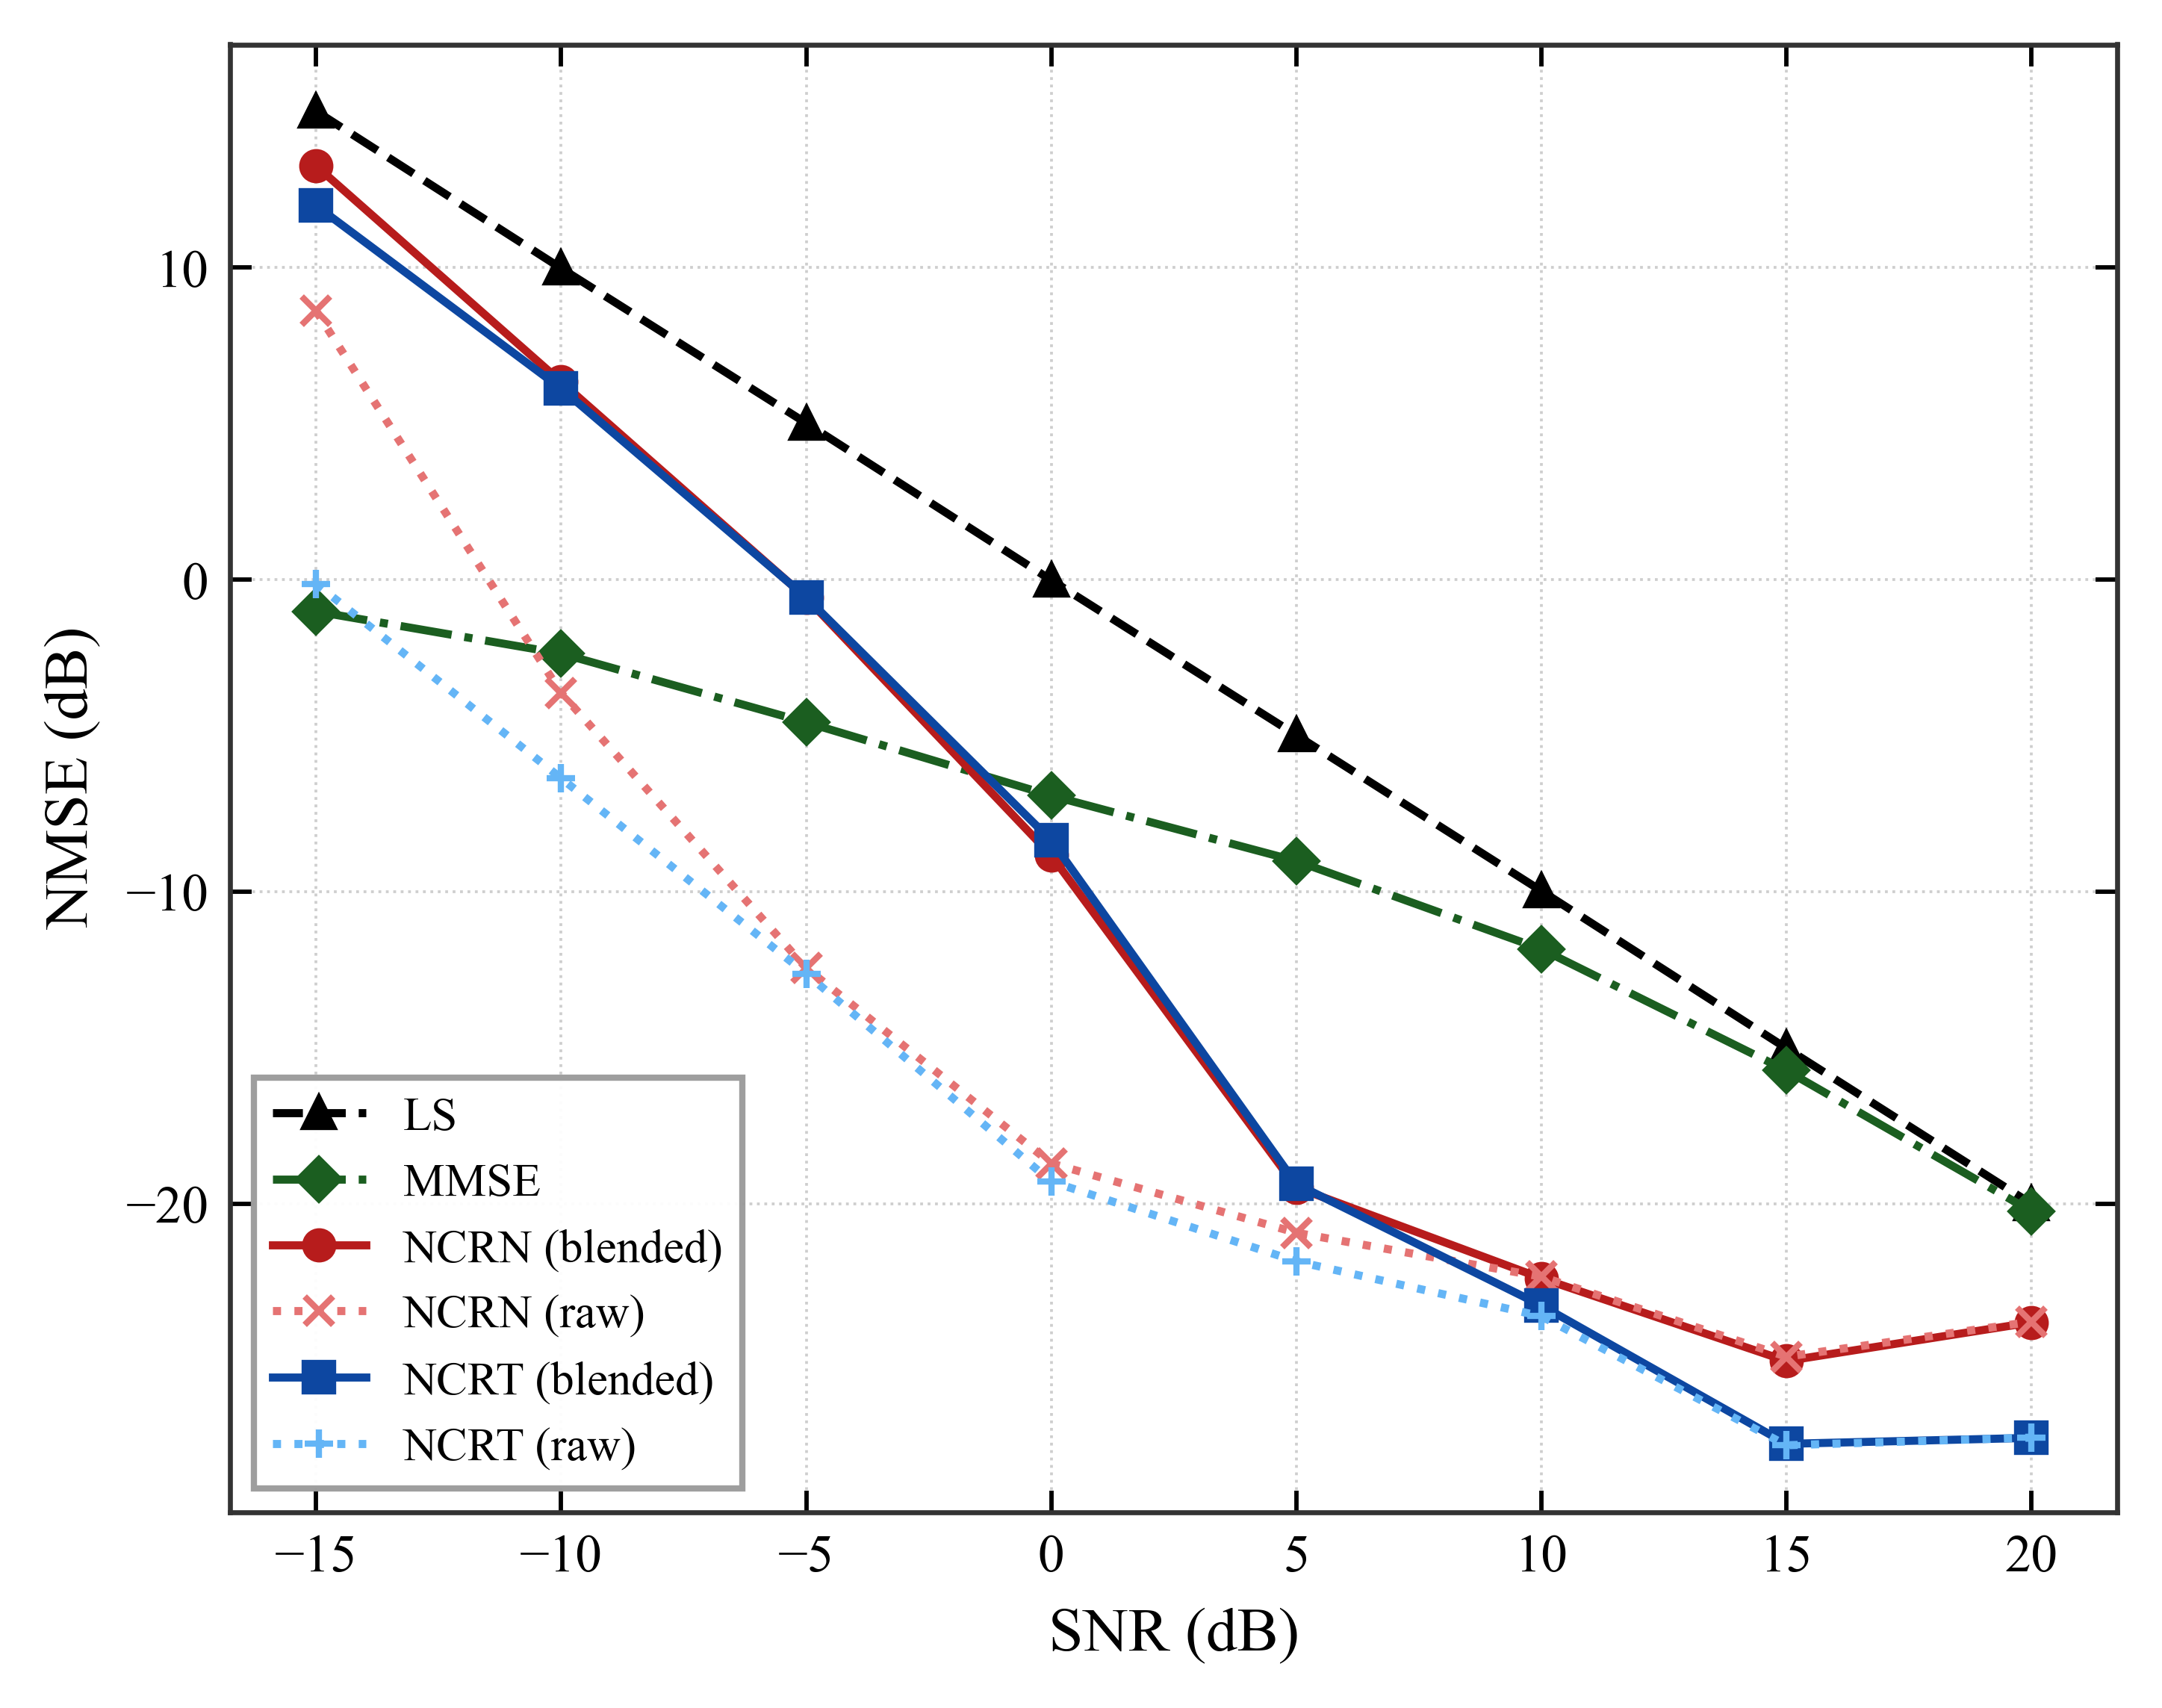 10
0
−10
−20
NMSE (dB)
LS
MMSE
NCRN (blended)
NCRN (raw)
NCRT (blended)
NCRT (raw)
−15 −10 −5 0 5 10 15 20
SNR (dB)